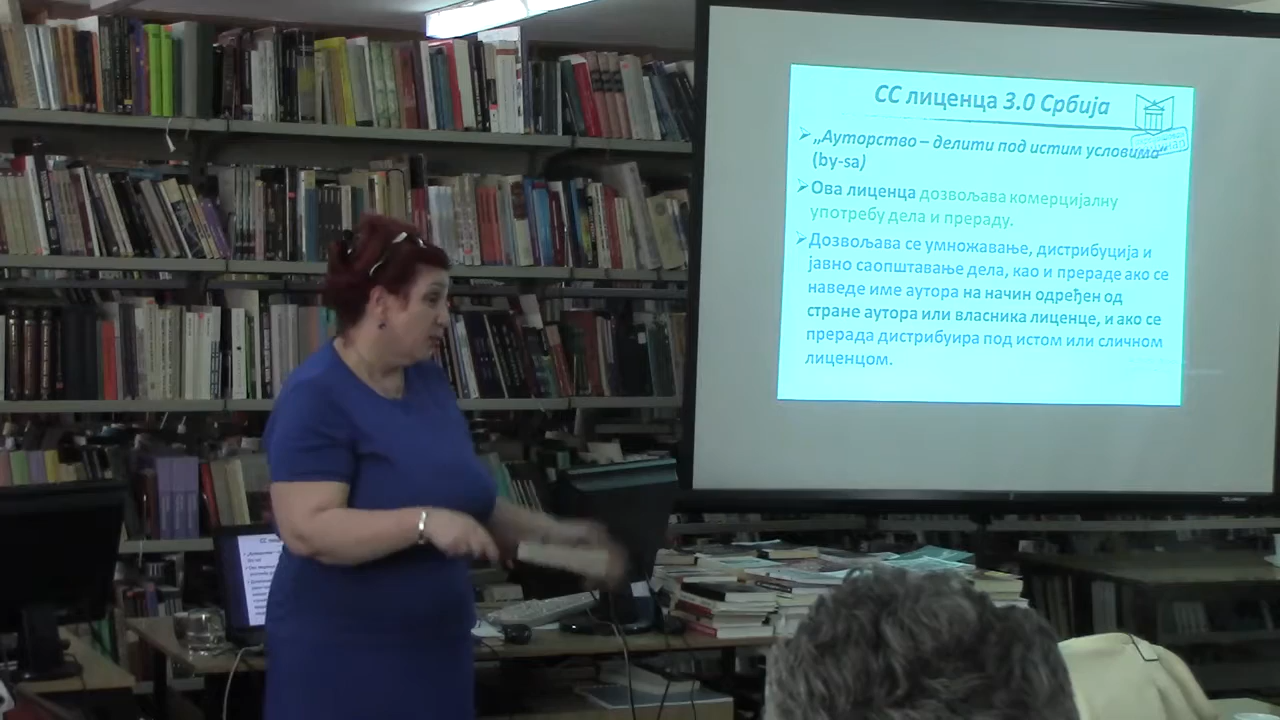 СС лиценца 3.0 Србија
„Ауторство – делити под истим условима“
(by-sa)
Ова лиценца дозвољава комерцијалну
употребу дела и прераду.
Дозвољава се умножавање, дистрибуција и
јавно саопштавање дела, као и прераде ако се
наведе име аутора на начин одређен од
стране аутора или власника лиценце, и ако се
прерада дистрибуира под истом или сличном
лиценцом.